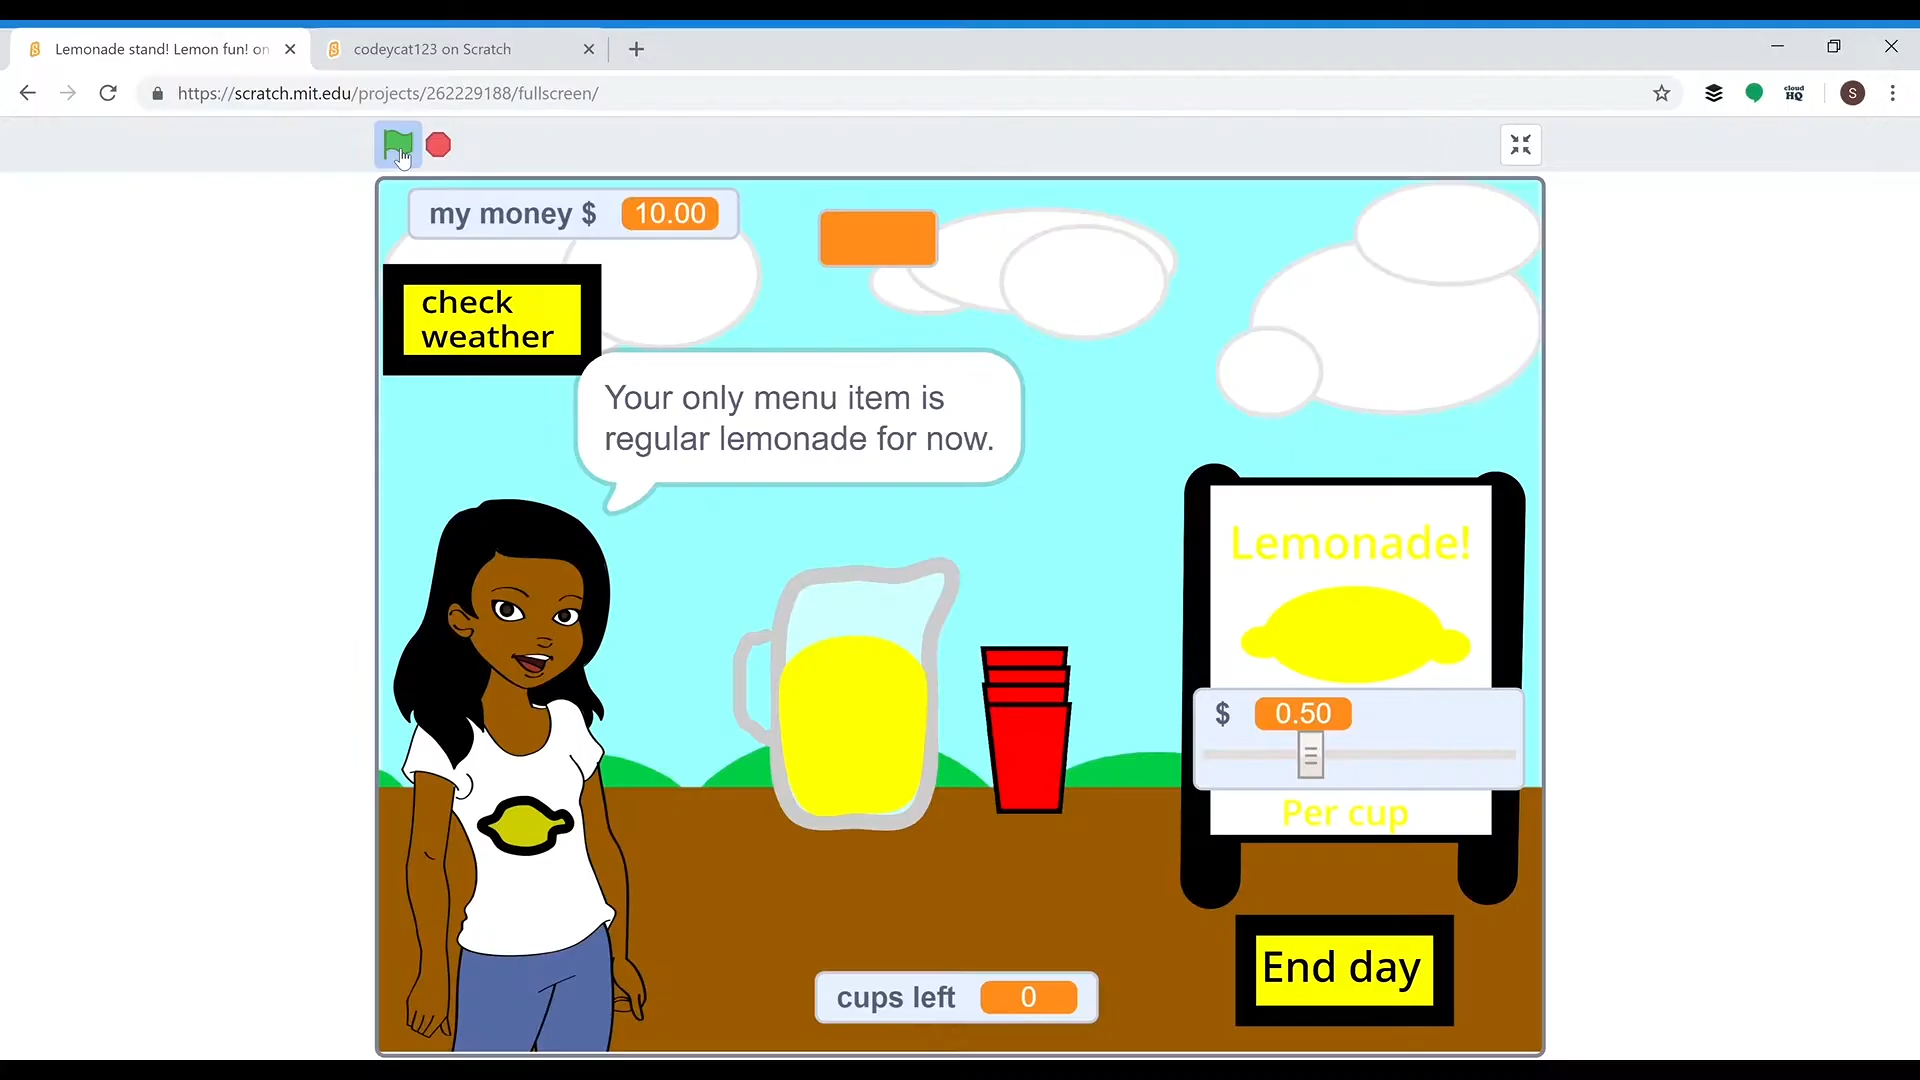 Lemonade stand! Lemon fun! on
codeycat123 on Scratch
https://scratch.mit.edu/projects/262229188/fullscreen/
cloud
HQ
S
my money $ 10.00
check
weather
Your only menu item is
regular lemonade for now.
Lemonade!
$ 0.50
Per cup
End day
cups left 0